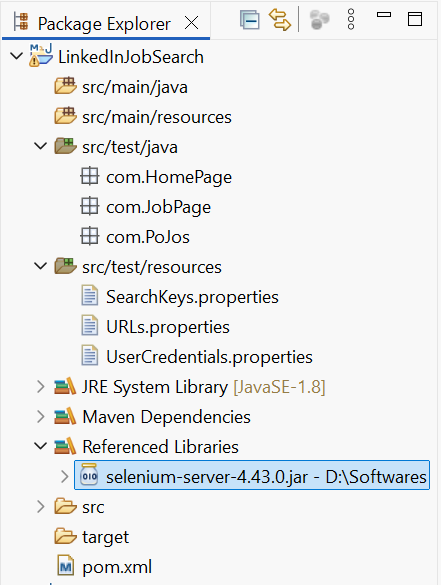 Package Explorer
LinkedInJobSearch
src/main/java
src/main/resources
src/test/java
com.HomePage
com.JobPage
com.PoJos
src/test/resources
SearchKeys.properties
URLs.properties
UserCredentials.properties
JRE System Library [JavaSE-1.8]
Maven Dependencies
Referenced Libraries
selenium-server-4.43.0.jar - D:\Softwares
src
target
pom.xml